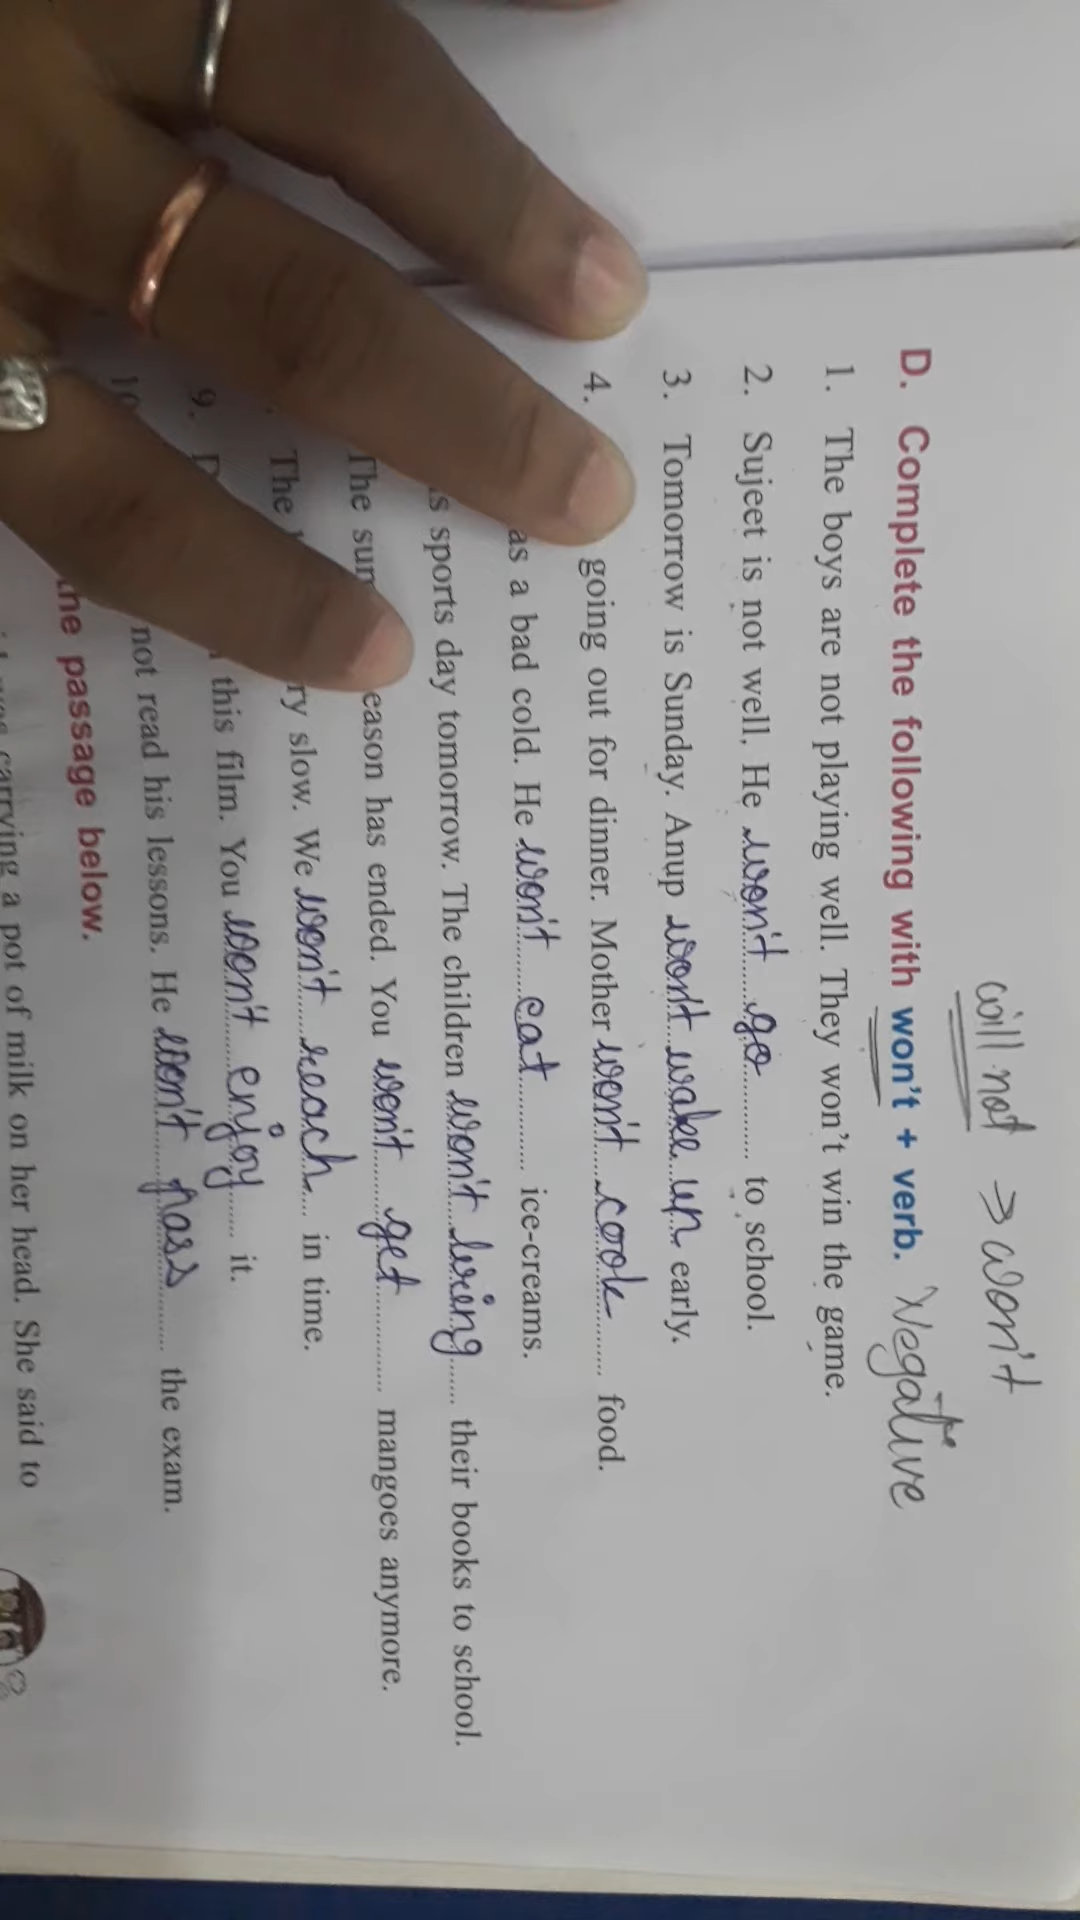 will not => won't
Negative
D. Complete the following with won't + verb.
1. The boys are not playing well. They won't win the game.
2. Sujeet is not well. He won't go to school.
3. Tomorrow is Sunday. Anup won't wake up early.
4. going out for dinner. Mother won't cook food.
as a bad cold. He won't eat ice-creams.
s sports day tomorrow. The children won't bring their books to school.
The eason has ended. You won't get mangoes anymore.
The ry slow. We won't reach in time.
9. this film. You won't enjoy it.
10 not read his lessons. He won't pass the exam.
the passage below.
carrying a pot of milk on her head. She said to